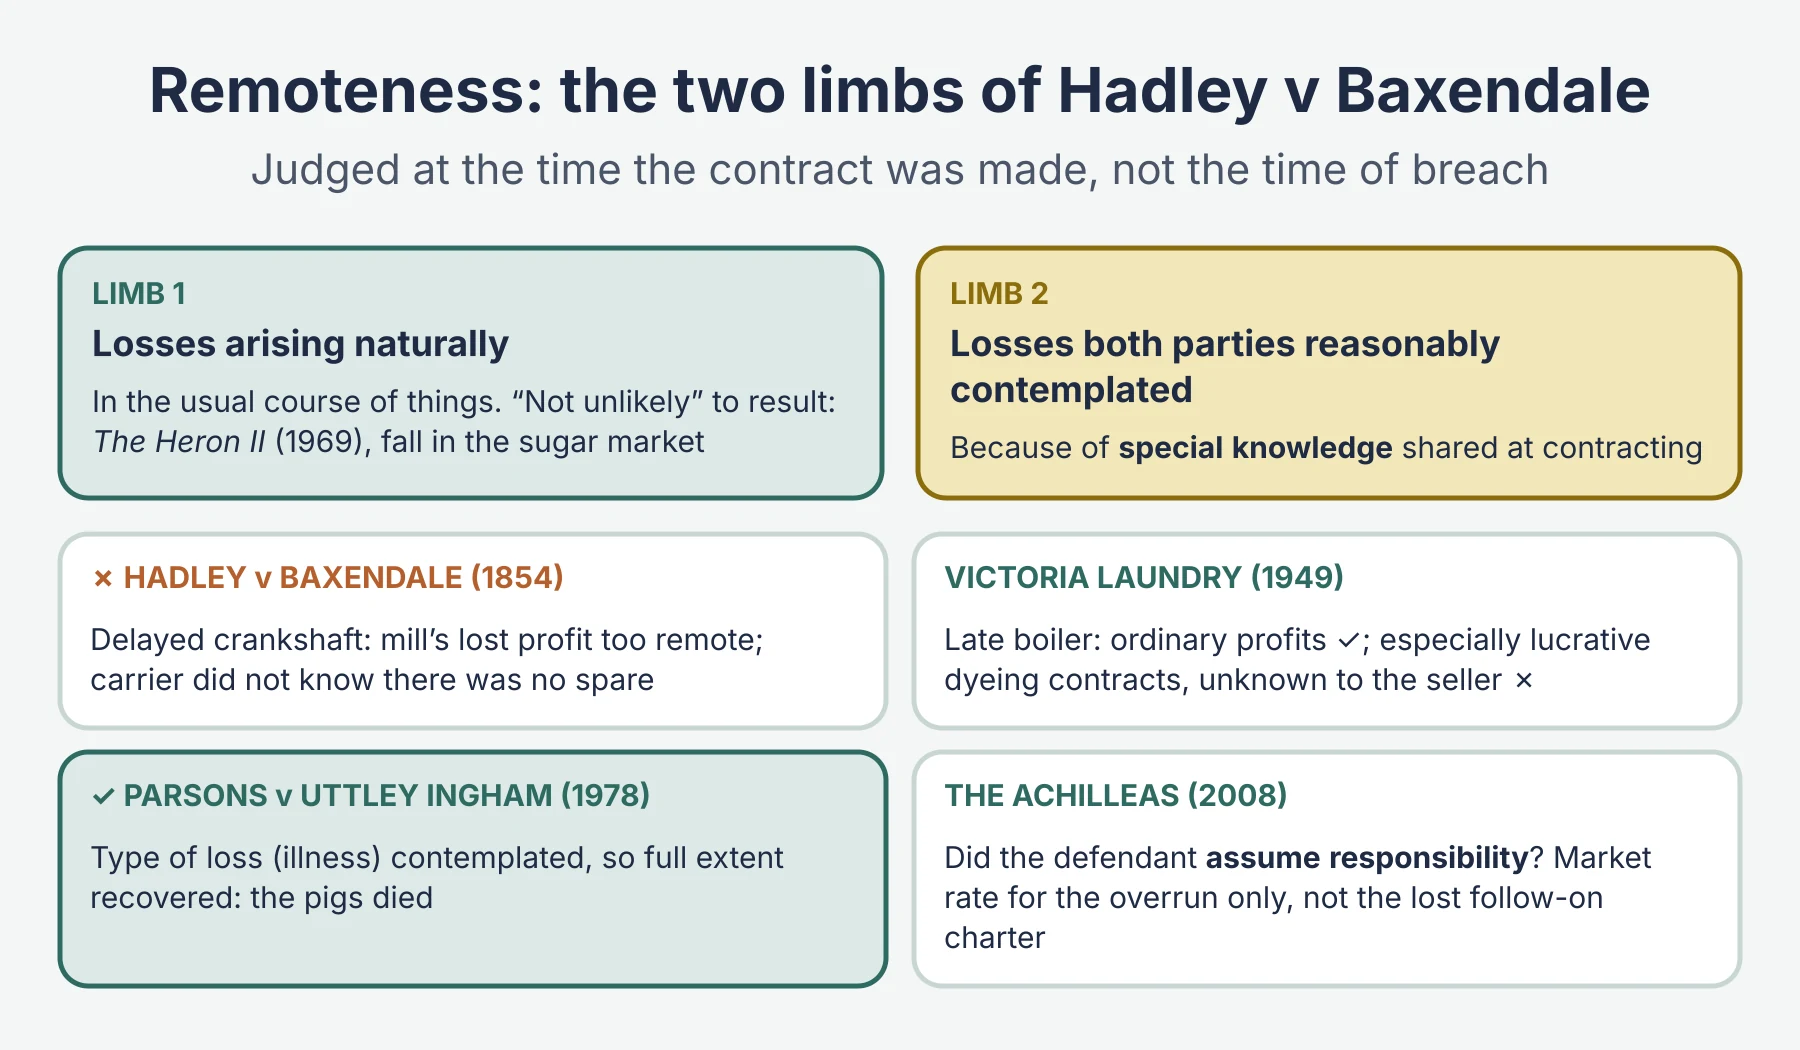 Remoteness: the two limbs of Hadley v Baxendale
Judged at the time the contract was made, not the time of breach
LIMB 1
Losses arising naturally
In the usual course of things. “Not unlikely” to result:
The Heron II (1969), fall in the sugar market
LIMB 2
Losses both parties reasonably
contemplated
Because of special knowledge shared at contracting
✕ HADLEY v BAXENDALE (1854)
Delayed crankshaft: mill’s lost profit too remote;
carrier did not know there was no spare
VICTORIA LAUNDRY (1949)
Late boiler: ordinary profits ✓; especially lucrative
dyeing contracts, unknown to the seller ✕
✓ PARSONS v UTTLEY INGHAM (1978)
Type of loss (illness) contemplated, so full extent
recovered: the pigs died
THE ACHILLEAS (2008)
Did the defendant assume responsibility? Market
rate for the overrun only, not the lost follow-on
charter